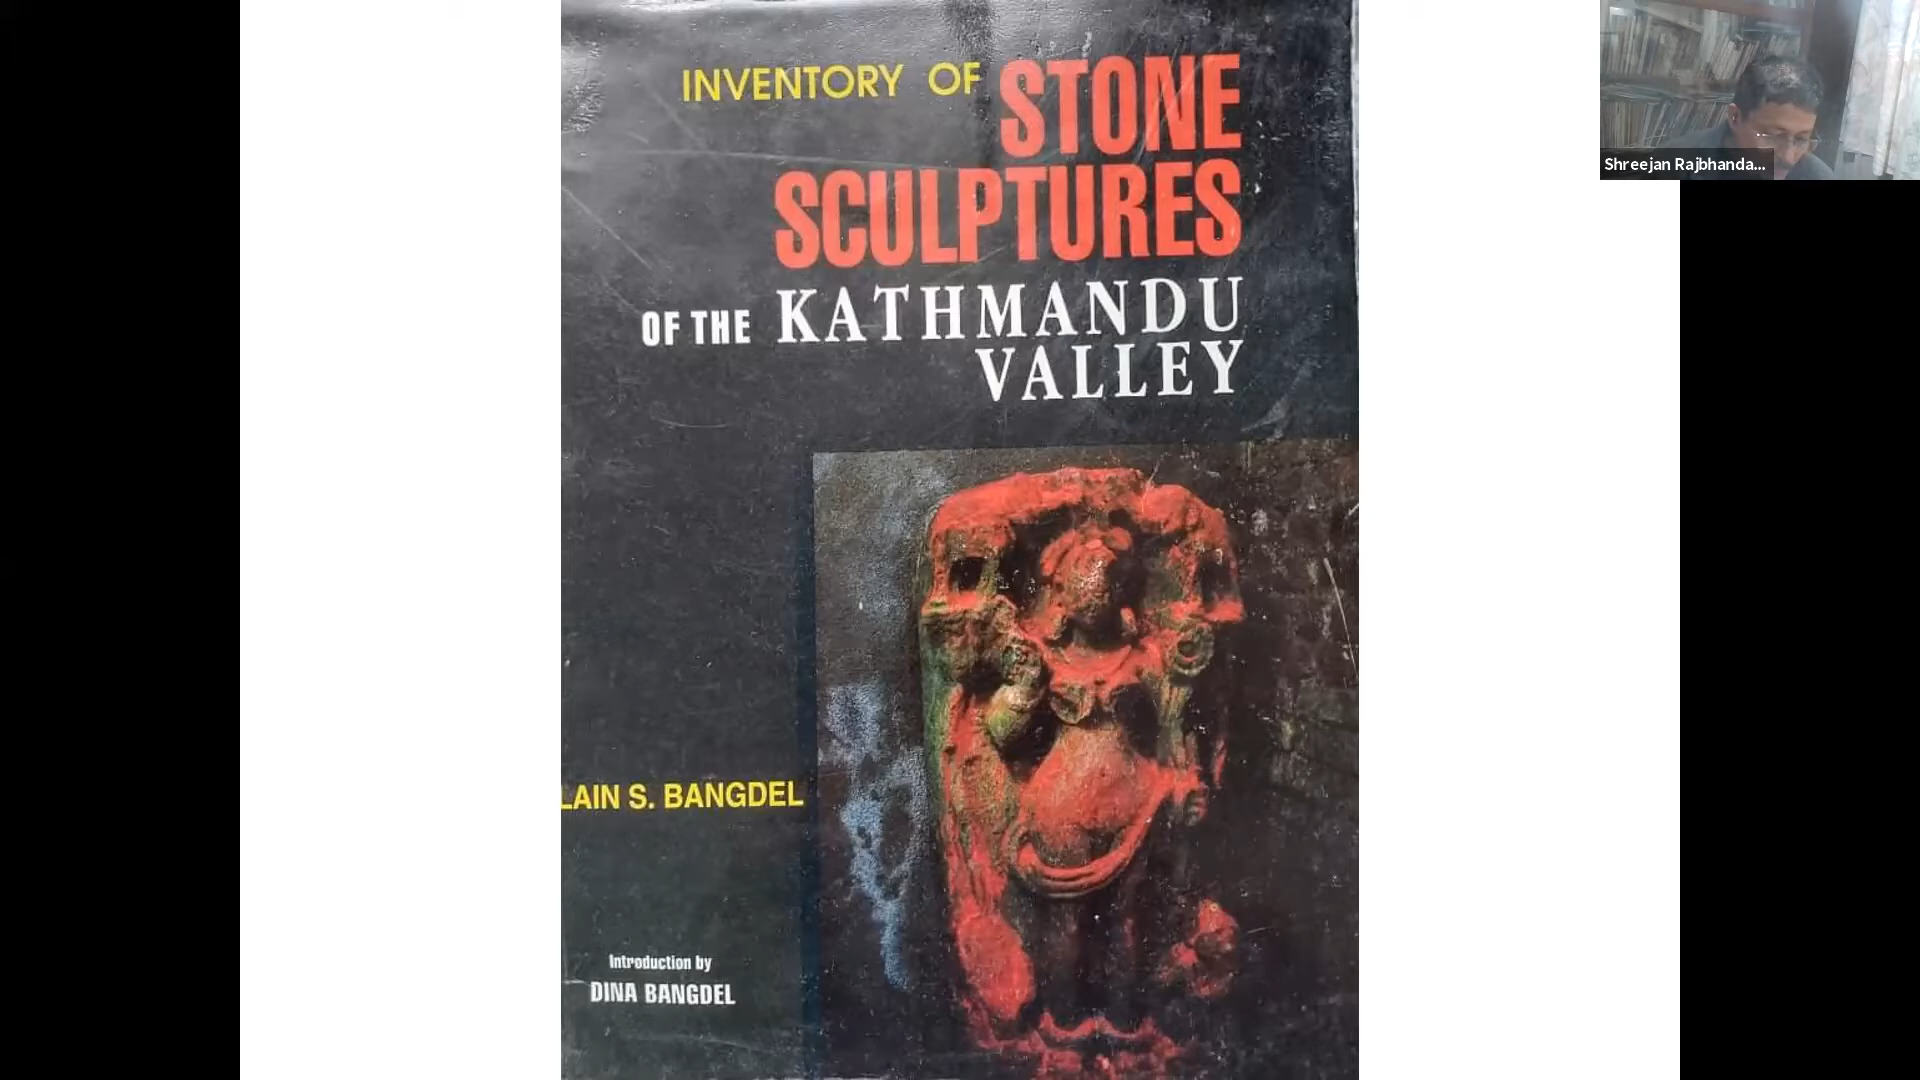 INVENTORY OF STONE
SCULPTURES
OF THE KATHMANDU
VALLEY
LAIN S. BANGDEL
Introduction by
DINA BANGDEL
Shreejan Rajbhanda...